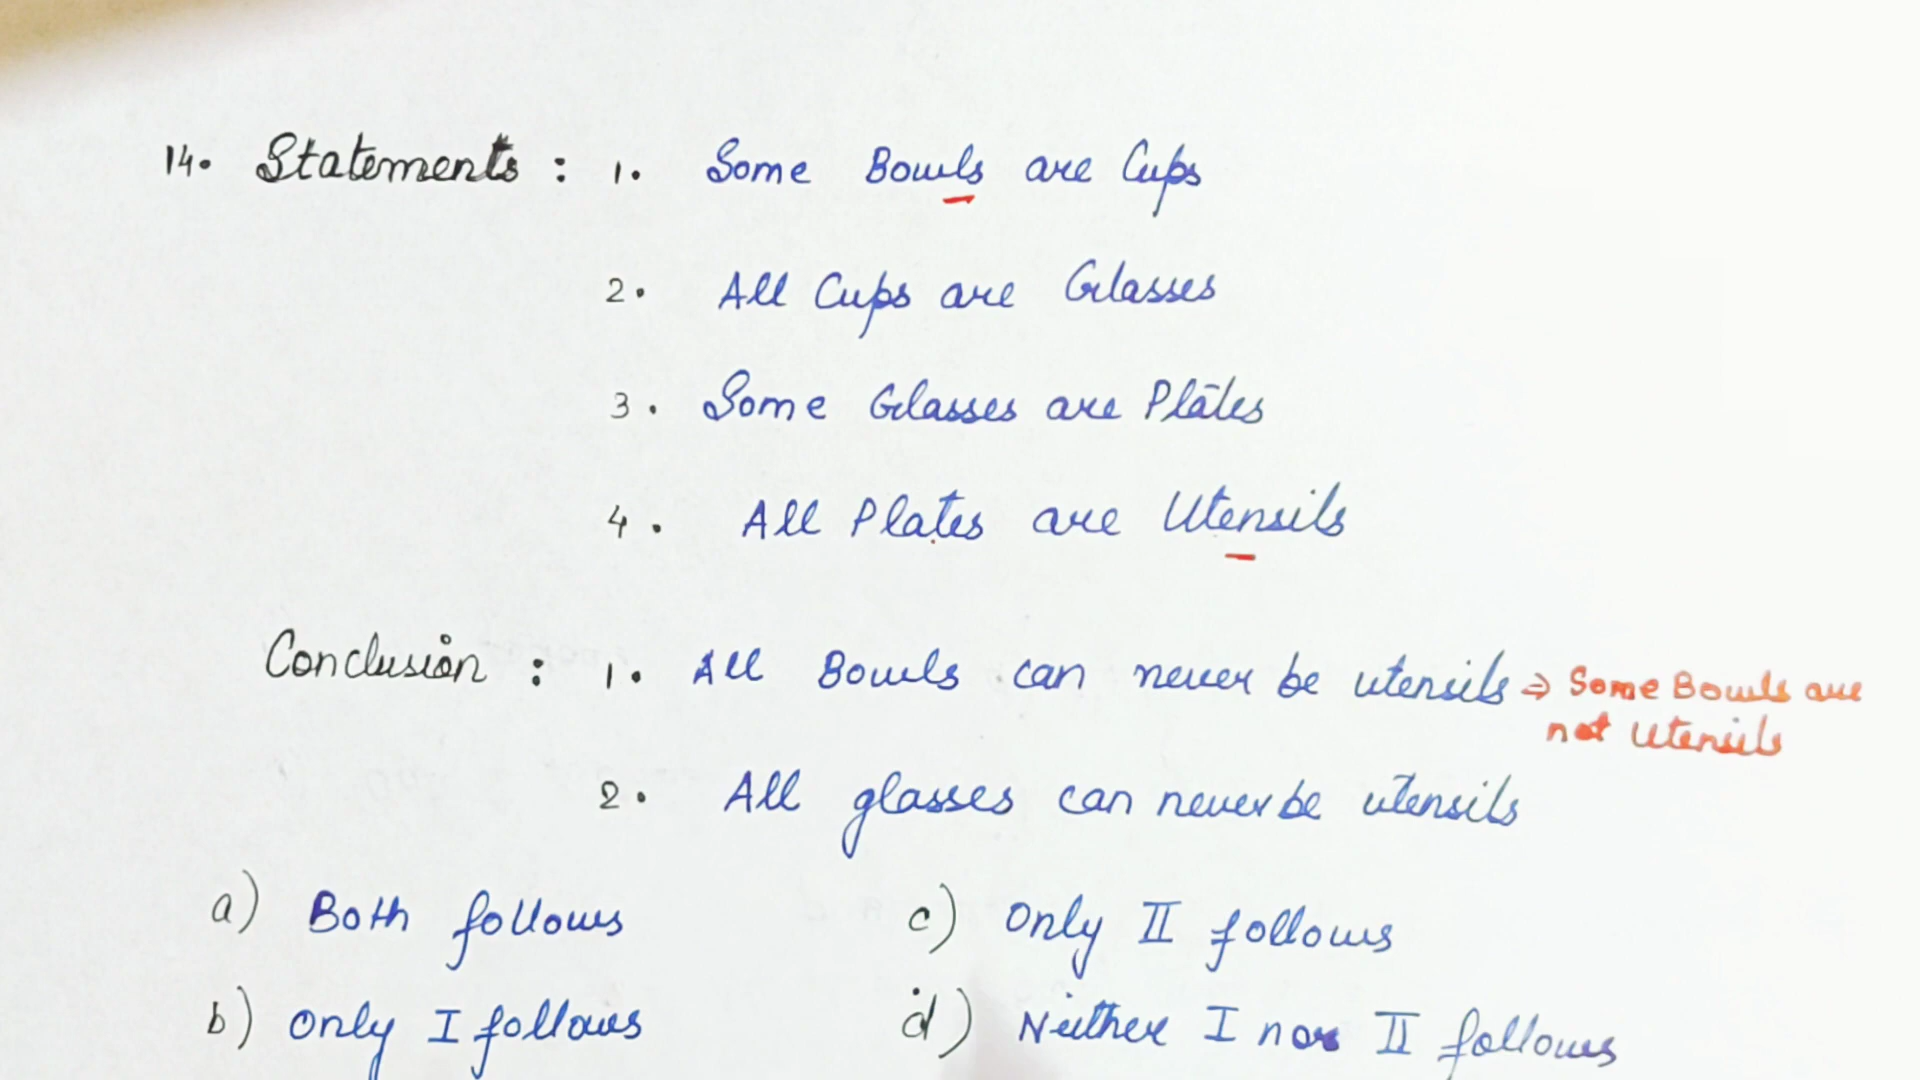 14. Statements : 1. Some Bowls are Cups
2. All Cups are Glasses
3. Some Glasses are Plates
4. All Plates are Utensils
Conclusion : 1. All Bowls can never be utensils ⇒ Some Bowls are
not Utensils
2. All glasses can never be utensils
a) Both follows c) Only II follows
b) Only I follows d) Neither I nor II follows